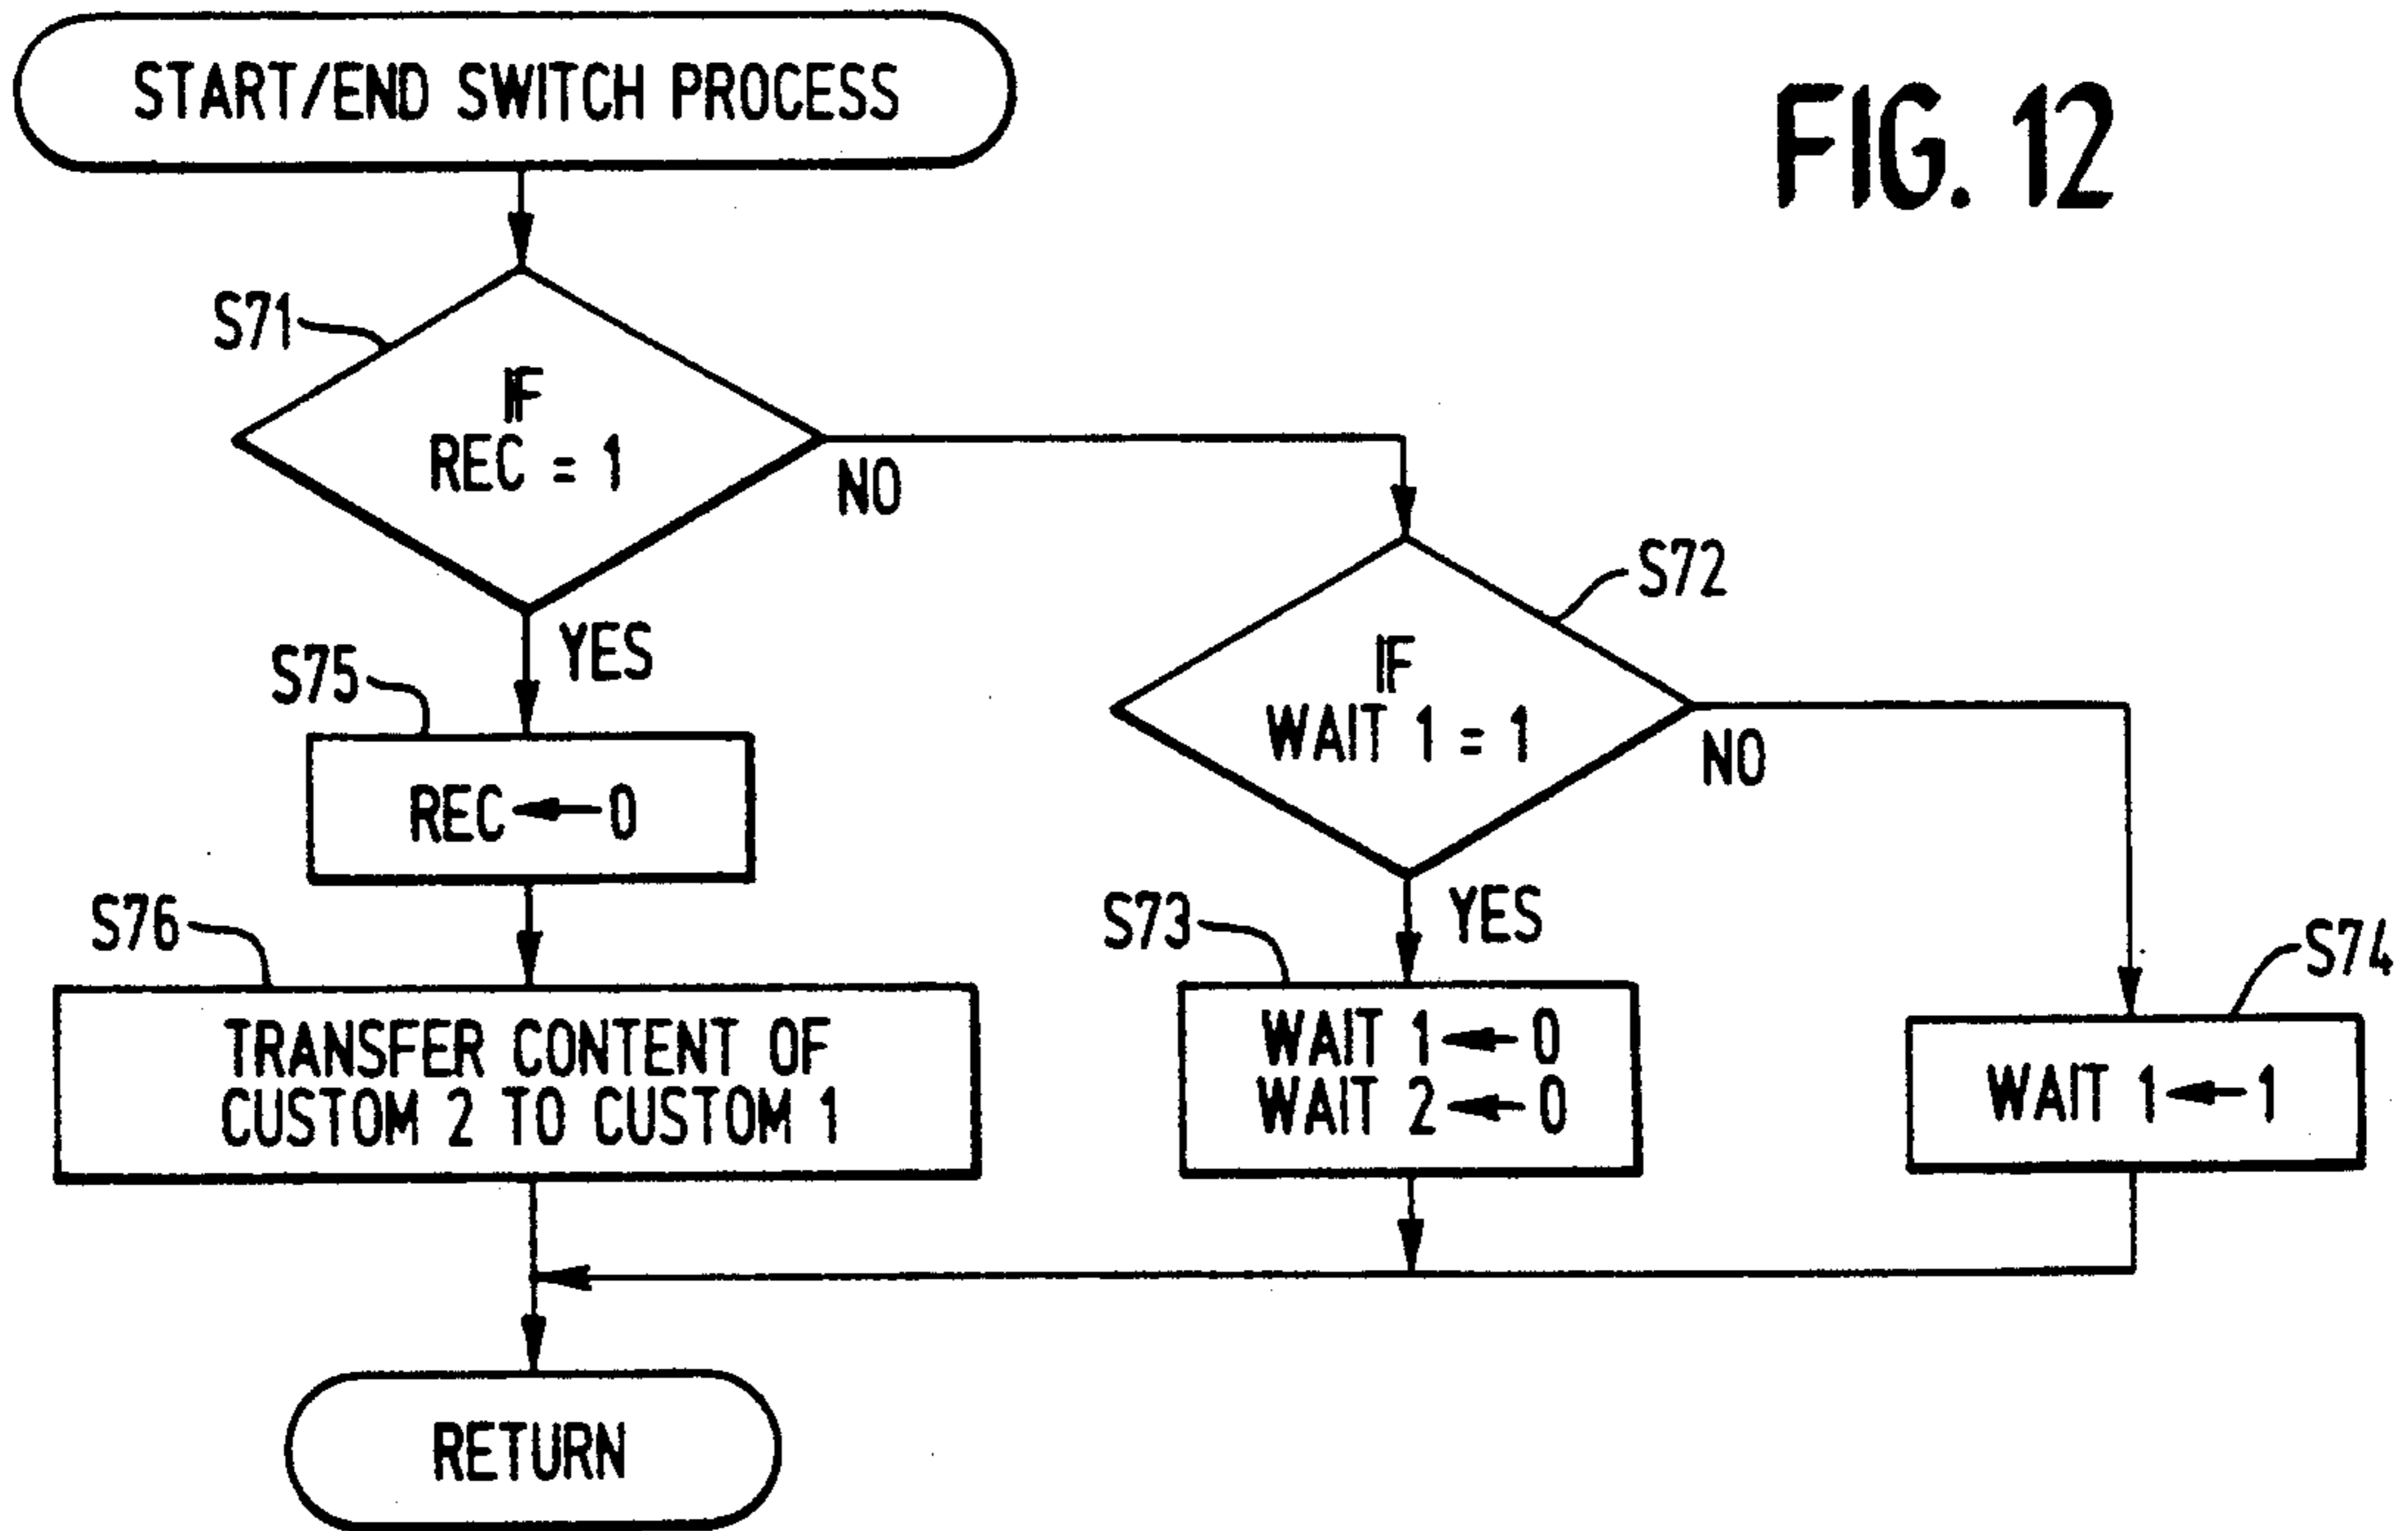 START/END SWITCH PROCESS
FIG. 12
S71
IF
REC = 1
NO
YES
S72
IF
WAIT 1 = 1
NO
YES
S75
REC ← 0
S76
TRANSFER CONTENT OF
CUSTOM 2 TO CUSTOM 1
S73
WAIT 1 ← 0
WAIT 2 ← 0
S74
WAIT 1 ← 1
RETURN